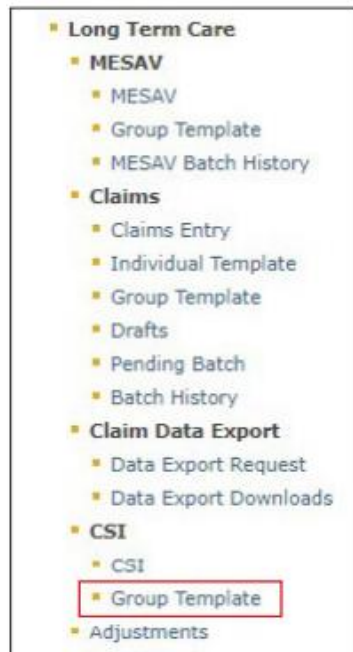 Long Term Care
MESAV
MESAV
Group Template
MESAV Batch History
Claims
Claims Entry
Individual Template
Group Template
Drafts
Pending Batch
Batch History
Claim Data Export
Data Export Request
Data Export Downloads
CSI
CSI
Group Template
Adjustments